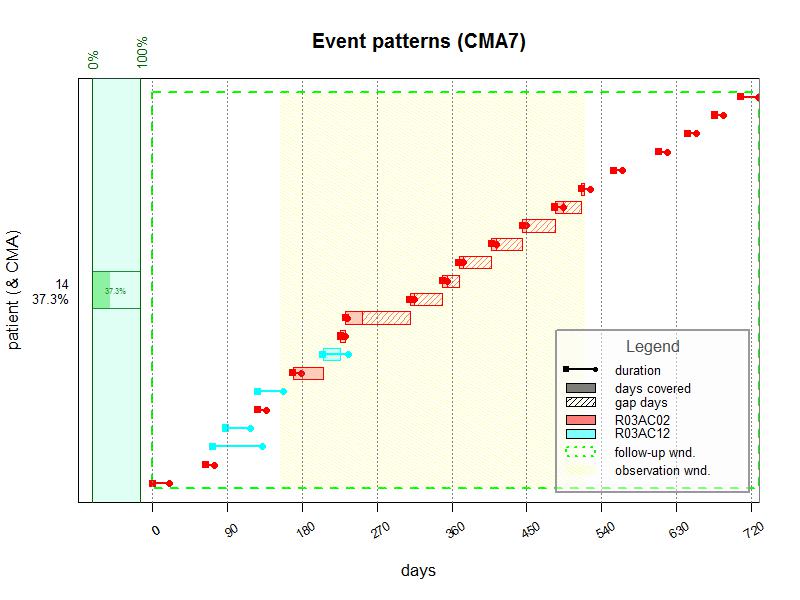 Event patterns (CMA7)
0%
100%
patient (& CMA)
14
37.3%
37.3%
Legend
duration
days covered
gap days
R03AC02
R03AC12
follow-up wnd.
observation wnd.
0 90 180 270 360 450 540 630 720
days